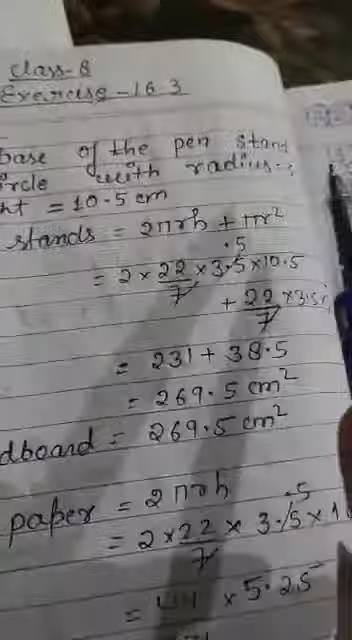 Class-8
Exercise-16.3
base of the pen stand
ircle with radius
ht = 10.5 cm
stands = 2πrh + πr²
.5
= 2 × 22/7 × 3.5 × 10.5
+ 22/7 × 3.5
= 231 + 38.5
= 269.5 cm²
dboard = 269.5 cm²
paper = 2πrh
.5
= 2 × 22/7 × 3.5 × 1
= 44 × 5.25